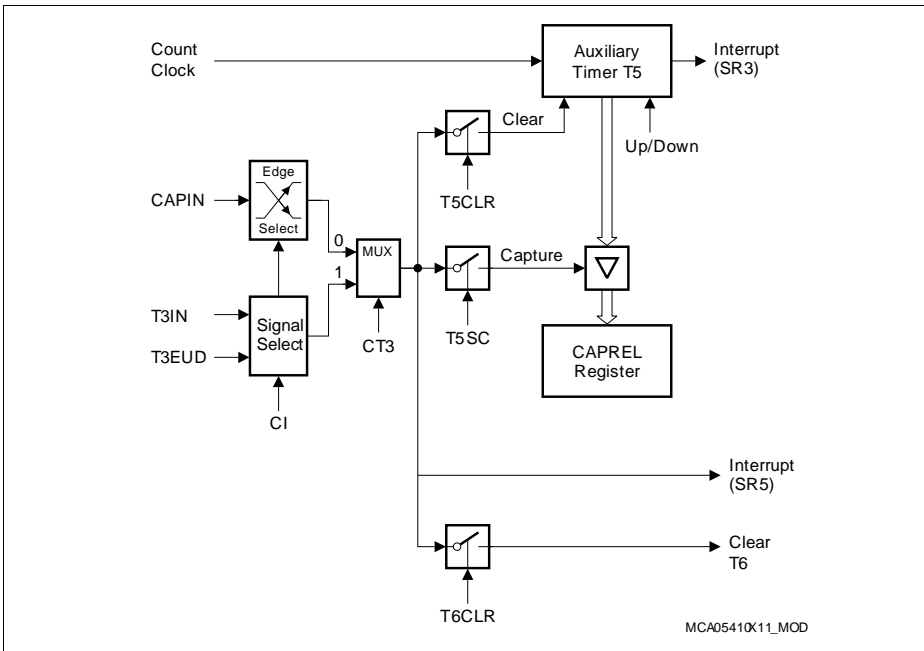 Count
Clock
Auxiliary
Timer T5
Interrupt
(SR3)
Clear
Up/Down
Edge
Select
CAPIN
T5CLR
0
MUX
1
Capture
T3IN
T3EUD
Signal
Select
CT3
T5SC
CAPREL
Register
CI
Interrupt
(SR5)
Clear
T6
T6CLR
MCA05410X11_MOD